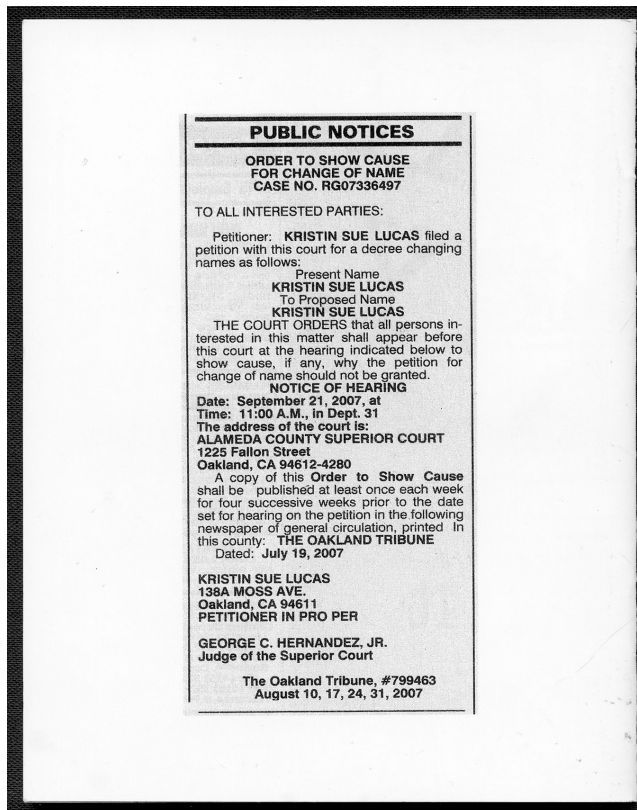 PUBLIC NOTICES
ORDER TO SHOW CAUSE
FOR CHANGE OF NAME
CASE NO. RG07336497
TO ALL INTERESTED PARTIES:
Petitioner: KRISTIN SUE LUCAS filed a
petition with this court for a decree changing
names as follows:
Present Name
KRISTIN SUE LUCAS
To Proposed Name
KRISTIN SUE LUCAS
THE COURT ORDERS that all persons in-
terested in this matter shall appear before
this court at the hearing indicated below to
show cause, if any, why the petition for
change of name should not be granted.
NOTICE OF HEARING
Date: September 21, 2007, at
Time: 11:00 A.M., in Dept. 31
The address of the court is:
ALAMEDA COUNTY SUPERIOR COURT
1225 Fallon Street
Oakland, CA 94612-4280
A copy of this Order to Show Cause
shall be published at least once each week
for four successive weeks prior to the date
set for hearing on the petition in the following
newspaper of general circulation, printed In
this county: THE OAKLAND TRIBUNE
Dated: July 19, 2007
KRISTIN SUE LUCAS
138A MOSS AVE.
Oakland, CA 94611
PETITIONER IN PRO PER
GEORGE C. HERNANDEZ, JR.
Judge of the Superior Court
The Oakland Tribune, #799463
August 10, 17, 24, 31, 2007